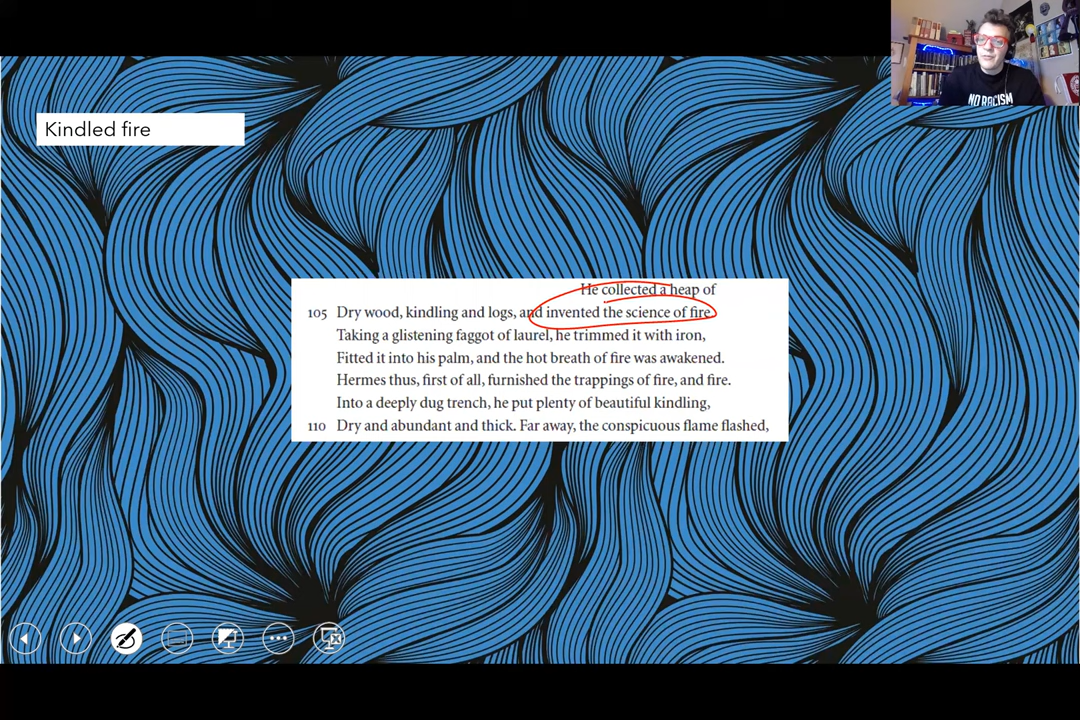 NO RACISM
Kindled fire
He collected a heap of
105 Dry wood, kindling and logs, and invented the science of fire.
Taking a glistening faggot of laurel, he trimmed it with iron,
Fitted it into his palm, and the hot breath of fire was awakened.
Hermes thus, first of all, furnished the trappings of fire, and fire.
Into a deeply dug trench, he put plenty of beautiful kindling,
110 Dry and abundant and thick. Far away, the conspicuous flame flashed,